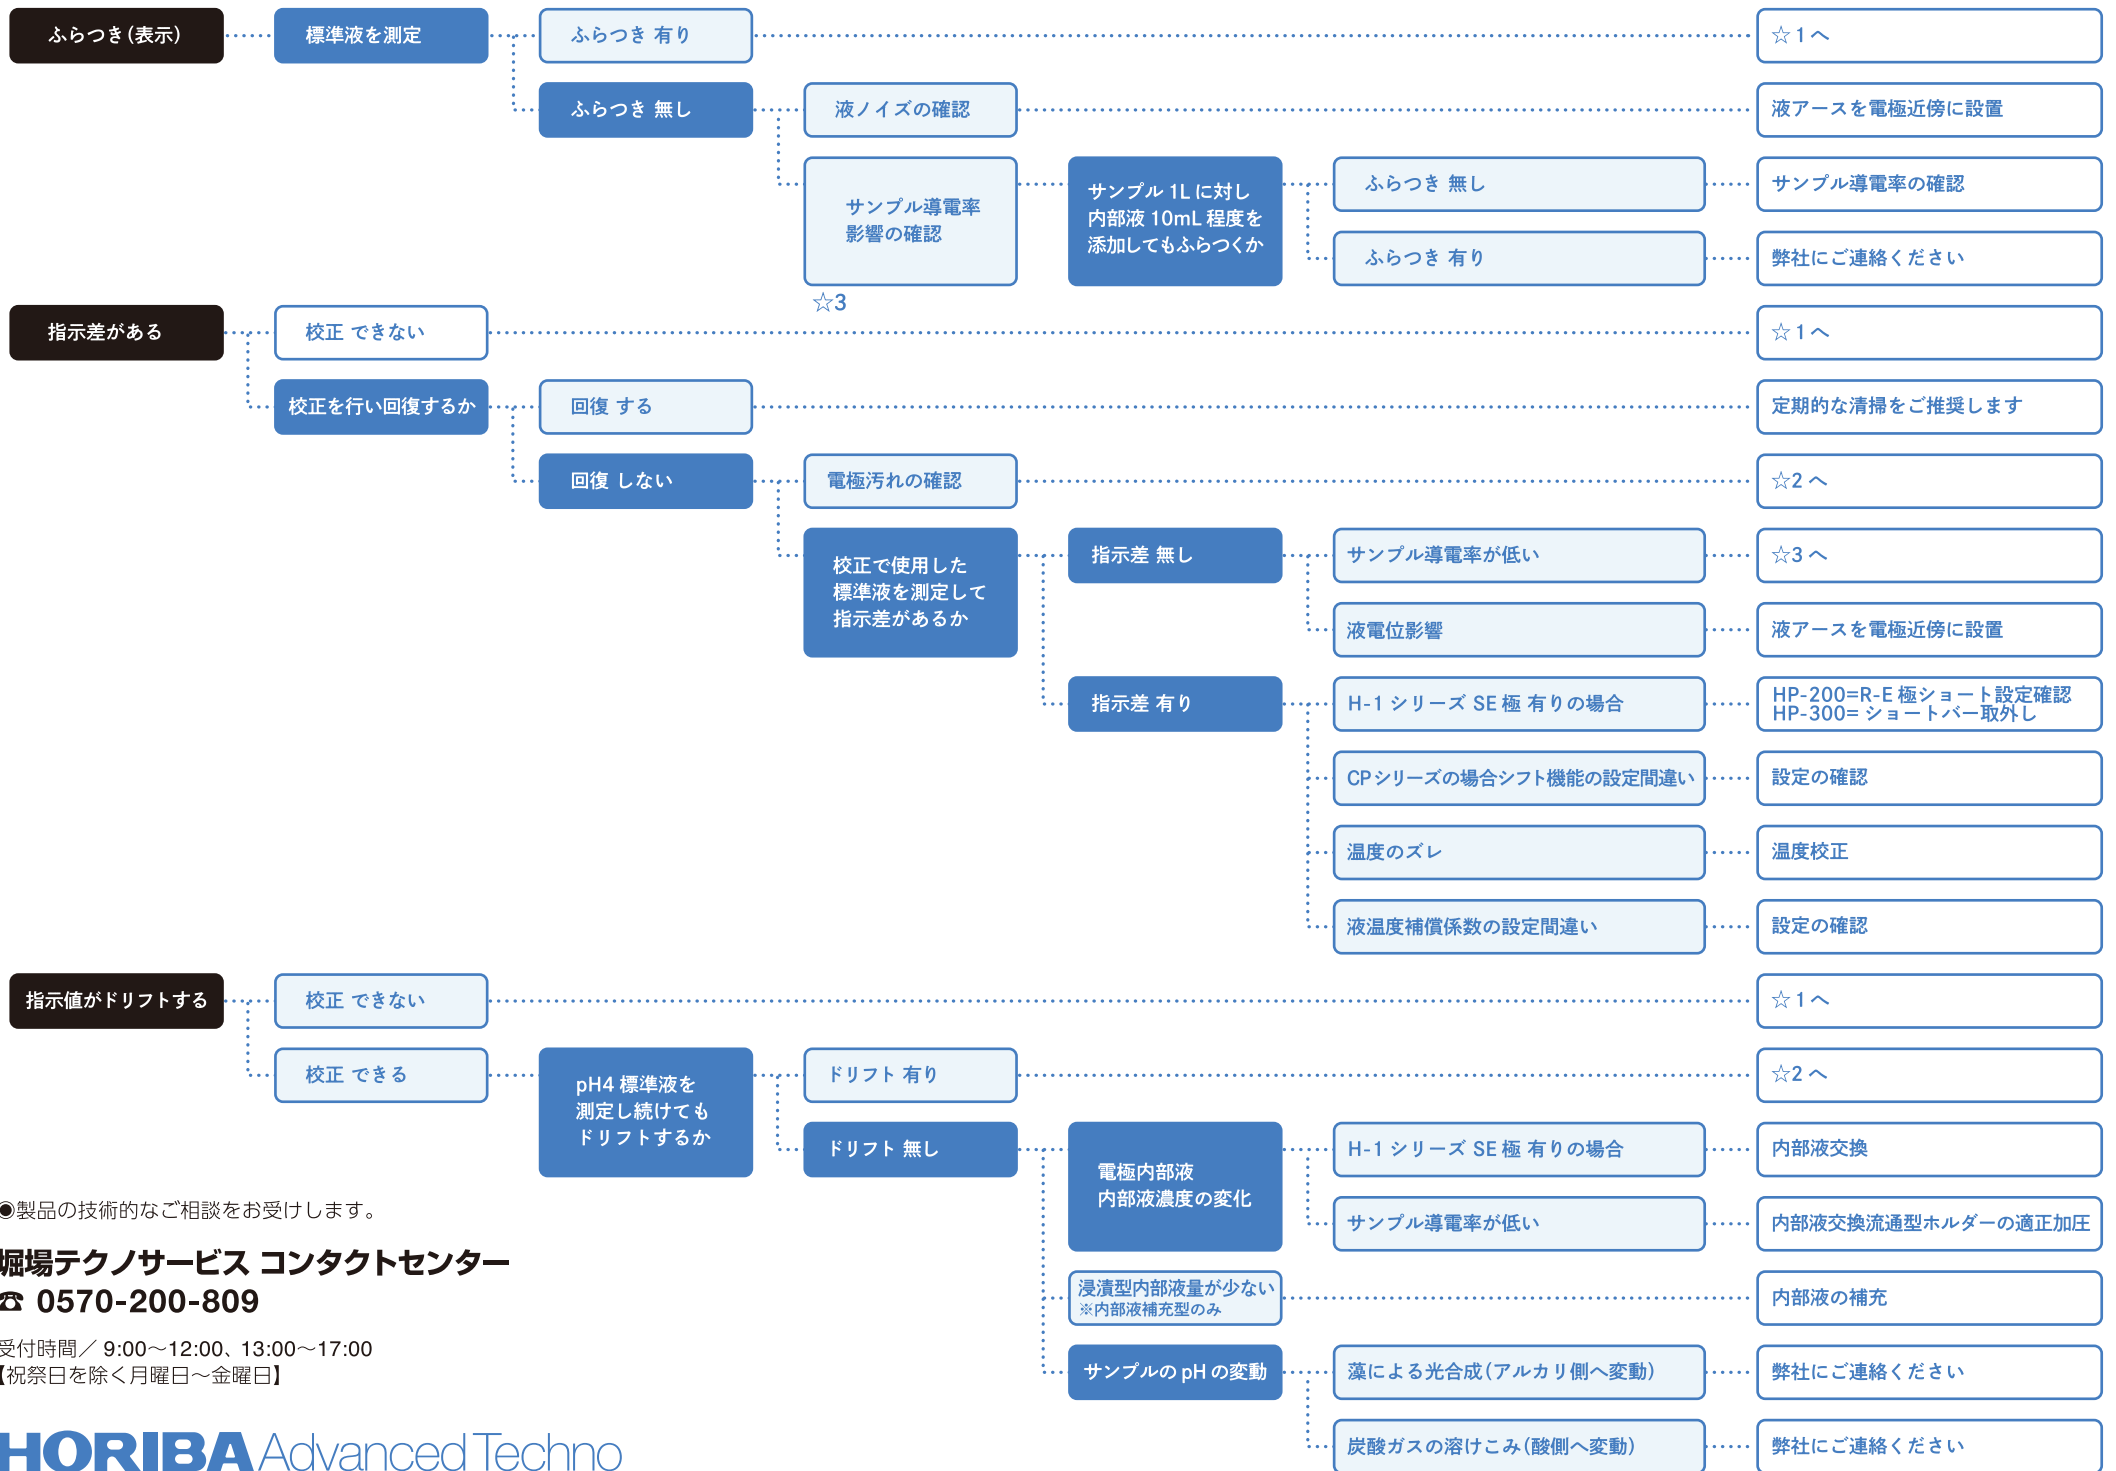 ふらつき(表示)
標準液を測定
ふらつき 有り
☆1へ
ふらつき 無し
液ノイズの確認
液アースを電極近傍に設置
サンプル導電率
影響の確認
☆3
サンプル 1L に対し
内部液 10mL 程度を
添加してもふらつくか
ふらつき 無し
サンプル導電率の確認
ふらつき 有り
弊社にご連絡ください
指示差がある
校正 できない
☆1へ
校正を行い回復するか
回復 する
定期的な清掃をご推奨します
回復 しない
電極汚れの確認
☆2 へ
校正で使用した
標準液を測定して
指示差があるか
指示差 無し
サンプル導電率が低い
☆3 へ
液電位影響
液アースを電極近傍に設置
指示差 有り
H-1 シリーズ SE 極 有りの場合
HP-200=R-E 極ショート設定確認
HP-300= ショートバー取外し
CPシリーズの場合シフト機能の設定間違い
設定の確認
温度のズレ
温度校正
液温度補償係数の設定間違い
設定の確認
指示値がドリフトする
校正 できない
☆1へ
校正 できる
pH4 標準液を
測定し続けても
ドリフトするか
ドリフト 有り
☆2 へ
ドリフト 無し
電極内部液
内部液濃度の変化
H-1 シリーズ SE 極 有りの場合
内部液交換
サンプル導電率が低い
内部液交換流通型ホルダーの適正加圧
浸漬型内部液量が少ない
※内部液補充型のみ
内部液の補充
サンプルの pH の変動
藻による光合成(アルカリ側へ変動)
弊社にご連絡ください
炭酸ガスの溶けこみ(酸側へ変動)
弊社にご連絡ください
◉製品の技術的なご相談をお受けします。
堀場テクノサービス コンタクトセンター
☎ 0570-200-809
受付時間／ 9:00〜12:00、13:00〜17:00
【祝祭日を除く月曜日〜金曜日】
HORIBA Advanced Techno